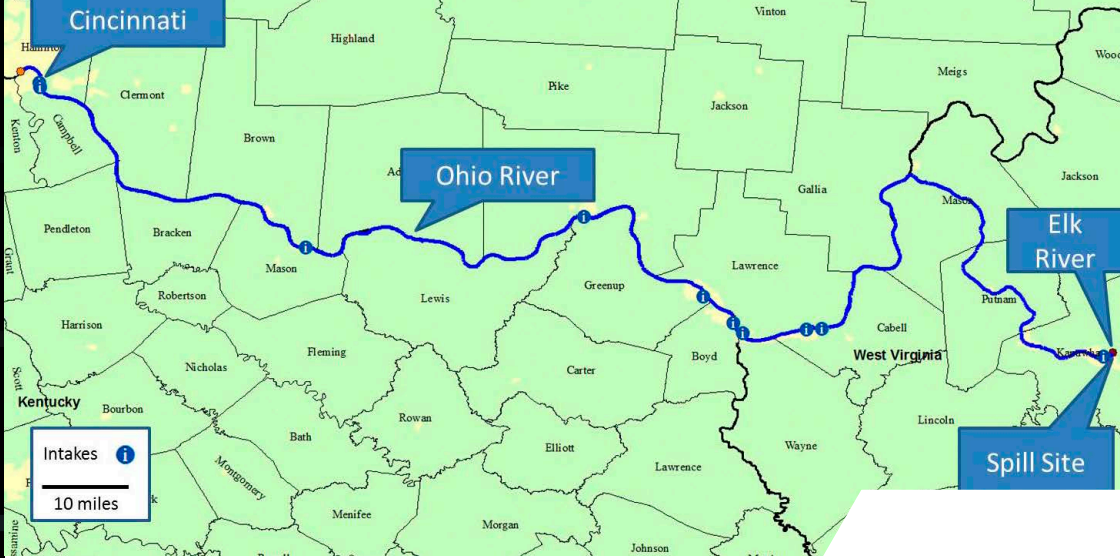 Cincinnati
Vinton
Highland
Meigs
Pike
Clermont
Jackson
Brown
Kenton
Campbell
Ohio River
Gallia
Jackson
Elk
River
Pendleton
Bracken
Grant
Mason
Lawrence
Mason
Greenup
Robertson
Lewis
Putnam
Harrison
Cabell
Fleming
Boyd
West Virginia
Nicholas
Carter
Scott
Kentucky
Bourbon
Rowan
Lincoln
Bath
Elliott
Wayne
Intakes
Montgomery
Lawrence
Spill Site
10 miles
Menifee
Morgan
Johnson